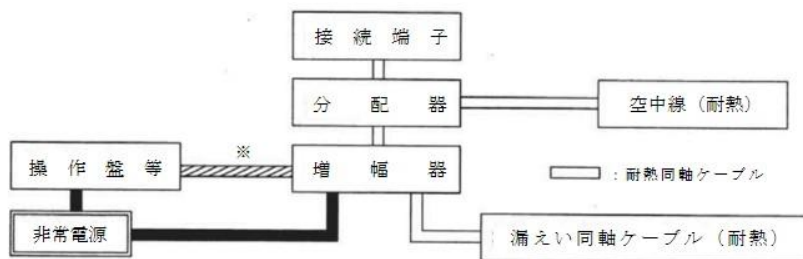 接続端子
分配器
空中線（耐熱）
※
操作盤等
増幅器
：耐熱同軸ケーブル
非常電源
漏えい同軸ケーブル（耐熱）